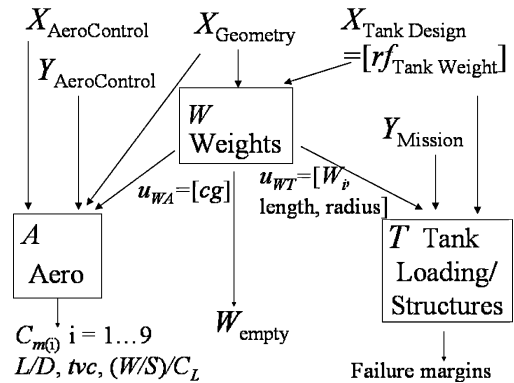 X_AeroControl
X_Geometry
X_Tank Design
=[rf_Tank Weight]
Y_AeroControl
W
Weights
Y_Mission
u_WA=[cg]
u_WT=[W_i,
length, radius]
A
Aero
T Tank
Loading/
Structures
W_empty
C_m(i) i = 1…9
L/D, tvc, (W/S)/C_L
Failure margins